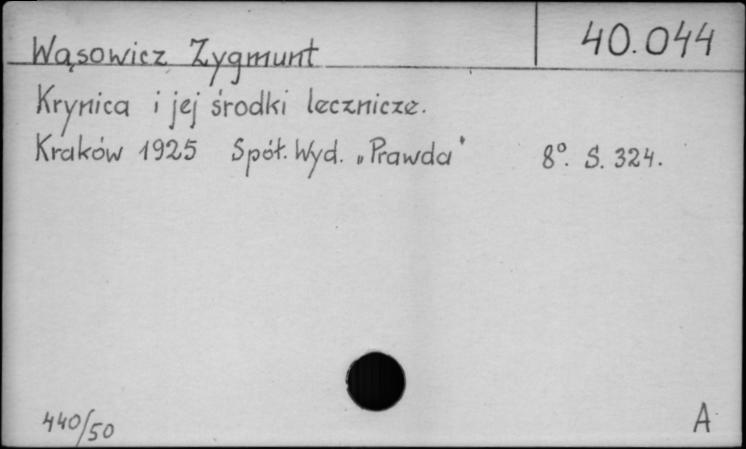 Wąsowicz Zygmunt 40.044
Krynica i jej środki lecznicze.
Kraków 1925 Spół. Wyd. „Prawda" 8°. S. 324.
440/50 A